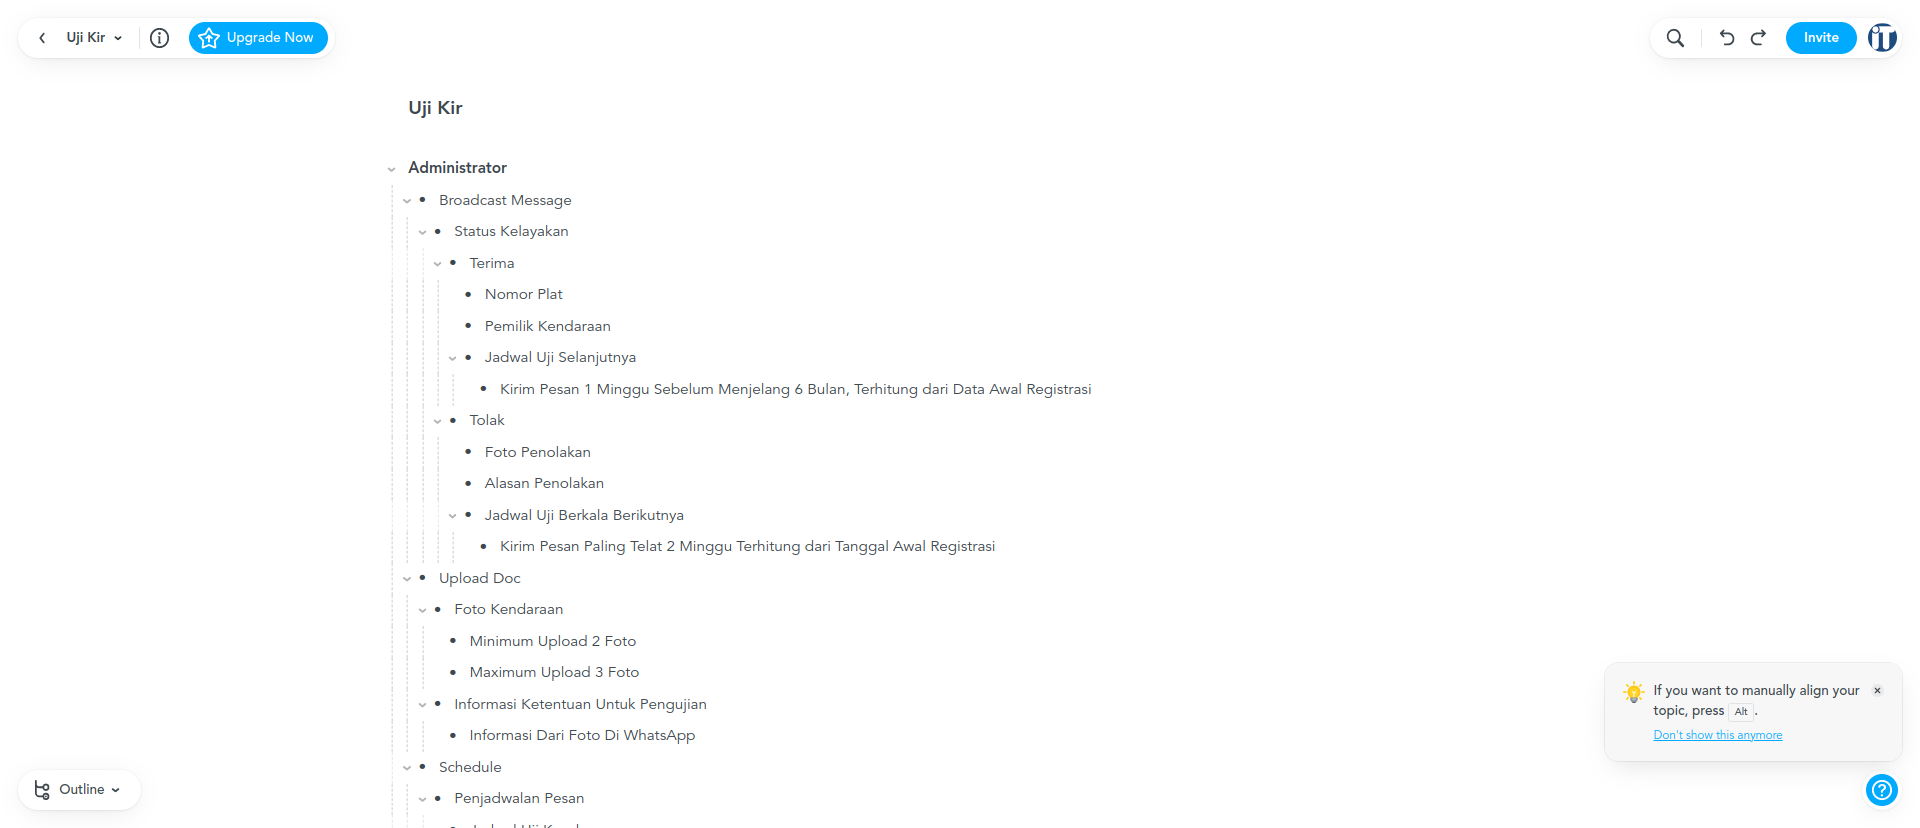 Uji Kir
Upgrade Now
Invite
iT
Uji Kir
Administrator
Broadcast Message
Status Kelayakan
Terima
Nomor Plat
Pemilik Kendaraan
Jadwal Uji Selanjutnya
Kirim Pesan 1 Minggu Sebelum Menjelang 6 Bulan, Terhitung dari Data Awal Registrasi
Tolak
Foto Penolakan
Alasan Penolakan
Jadwal Uji Berkala Berikutnya
Kirim Pesan Paling Telat 2 Minggu Terhitung dari Tanggal Awal Registrasi
Upload Doc
Foto Kendaraan
Minimum Upload 2 Foto
Maximum Upload 3 Foto
Informasi Ketentuan Untuk Pengujian
Informasi Dari Foto Di WhatsApp
Schedule
Penjadwalan Pesan
If you want to manually align your
topic, press Alt .
Don't show this anymore
Outline